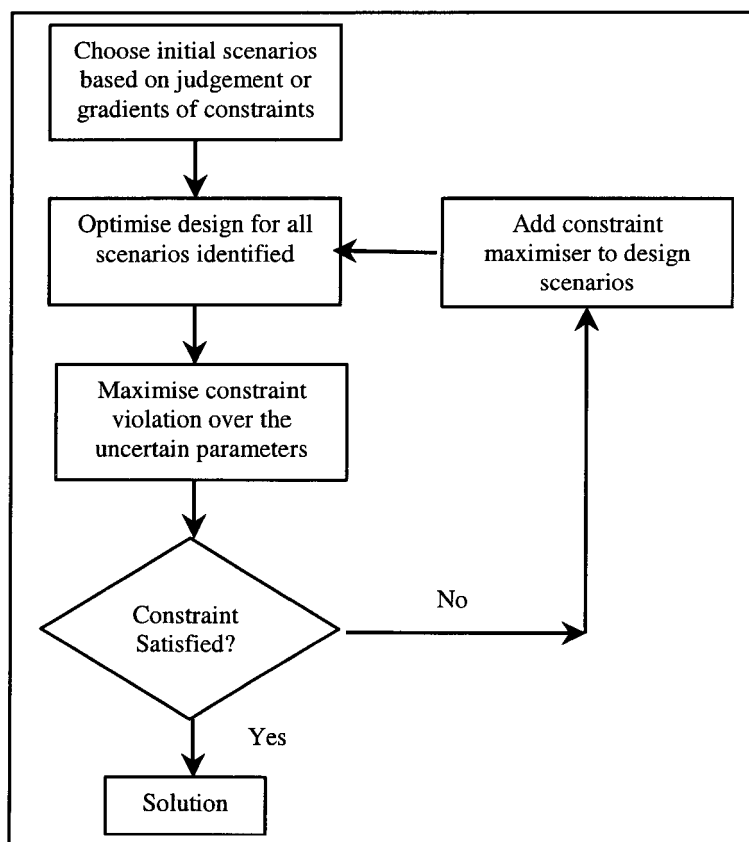 Choose initial scenarios
based on judgement or
gradients of constraints
Optimise design for all
scenarios identified
Add constraint
maximiser to design
scenarios
Maximise constraint
violation over the
uncertain parameters
Constraint
Satisfied?
No
Yes
Solution